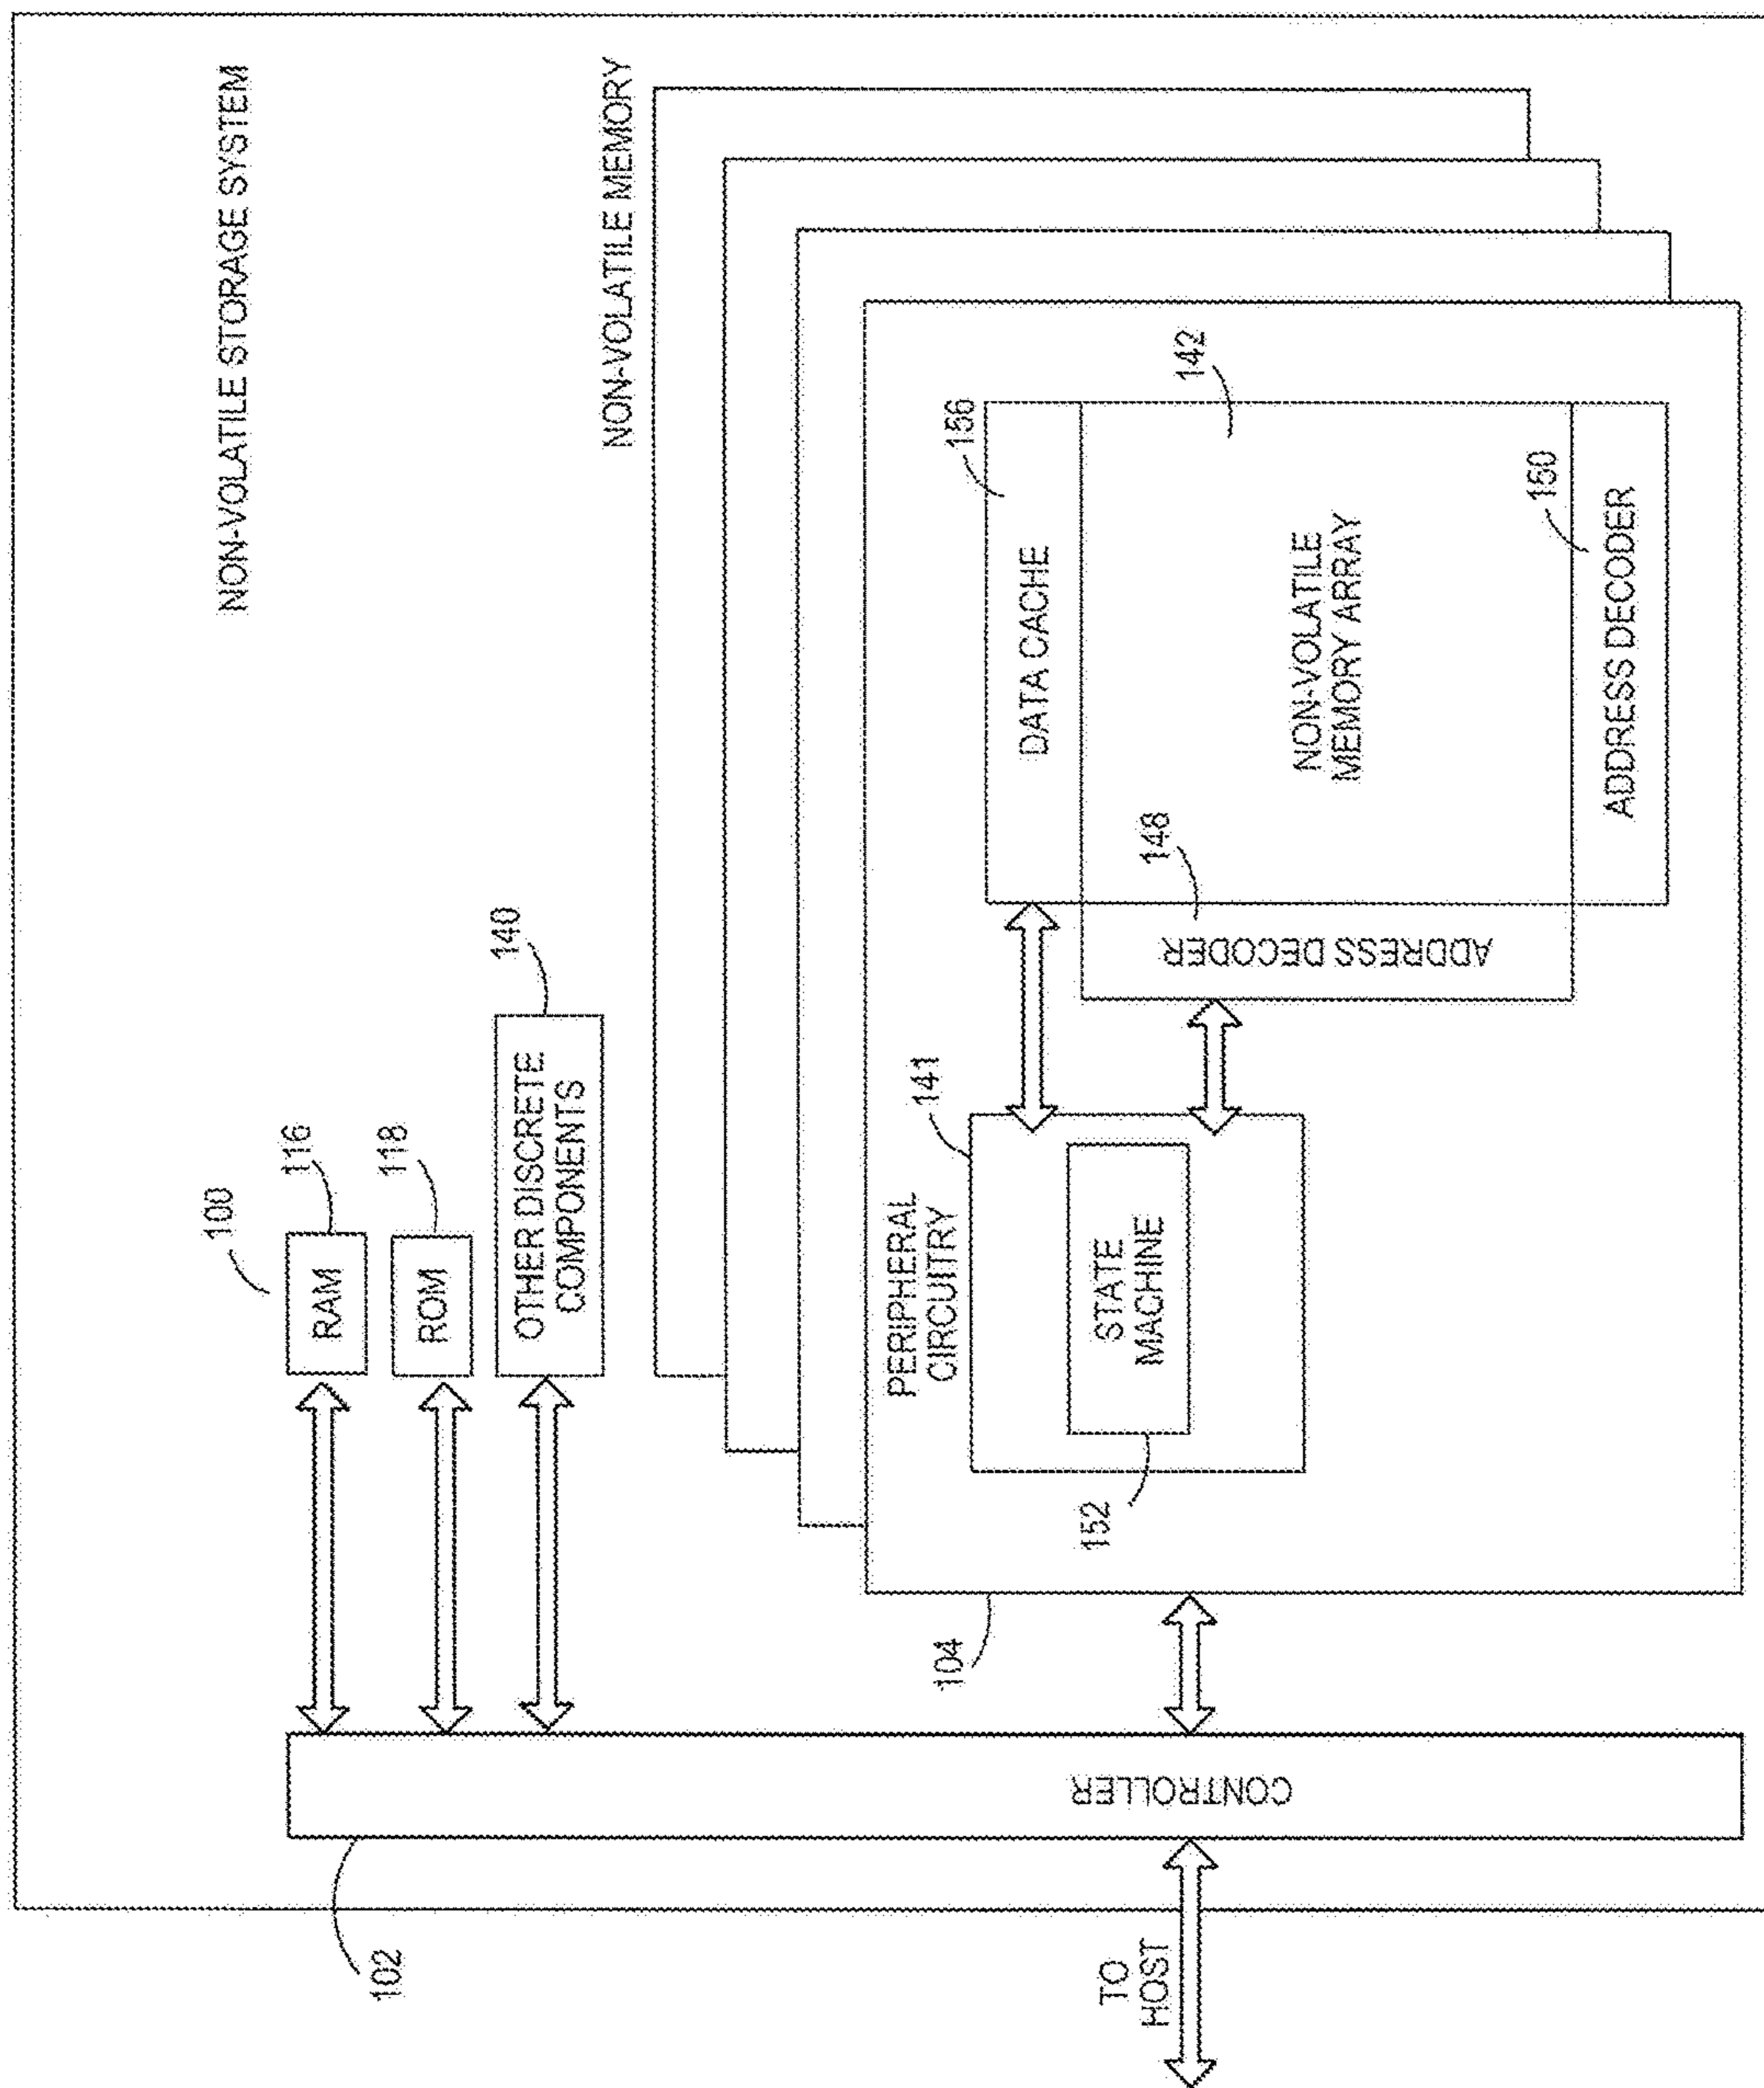 NON-VOLATILE STORAGE SYSTEM
100
116
RAM
118
ROM
140
OTHER DISCRETE
COMPONENTS
NON-VOLATILE MEMORY
102
CONTROLLER
TO
HOST
104
PERIPHERAL
CIRCUITRY
141
STATE
MACHINE
152
DATA CACHE
156
ADDRESS DECODER
148
NON-VOLATILE
MEMORY ARRAY
142
ADDRESS DECODER
150